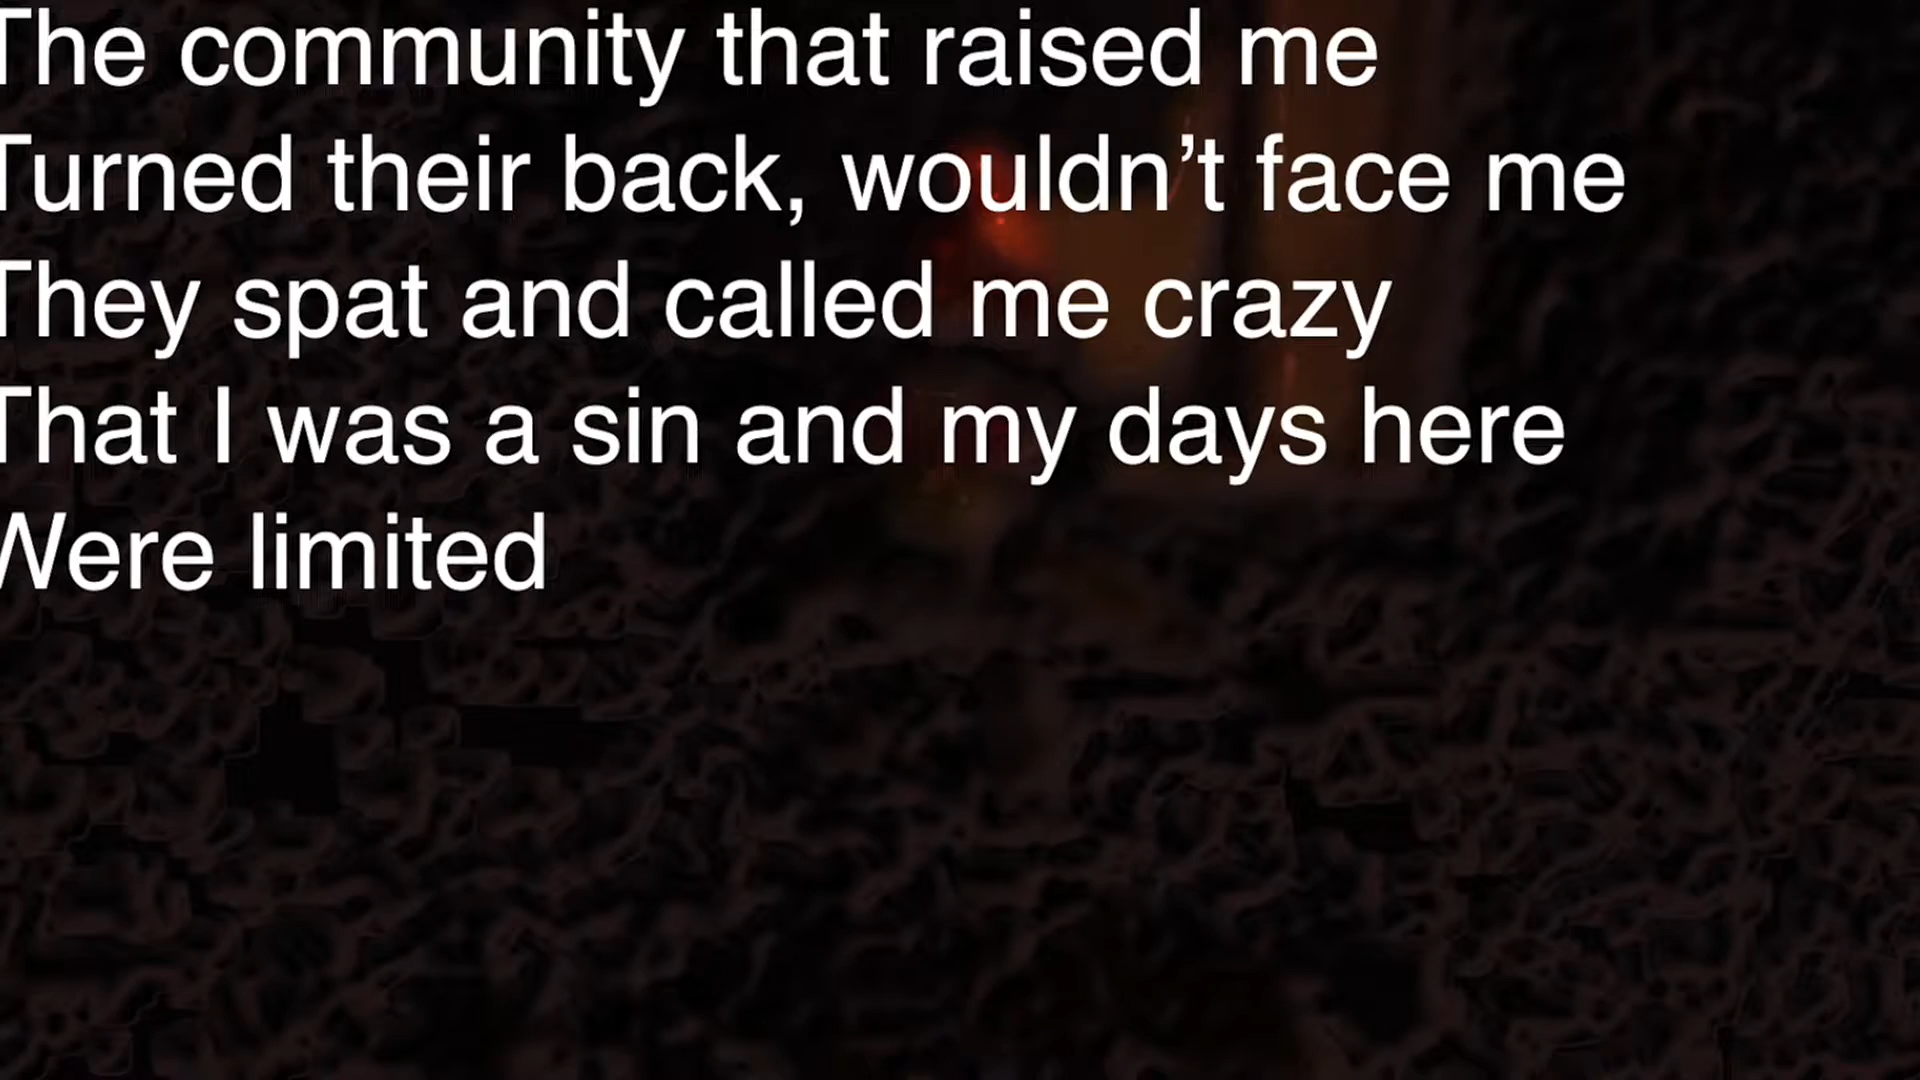 The community that raised me
Turned their back, wouldn’t face me
They spat and called me crazy
That I was a sin and my days here
Were limited